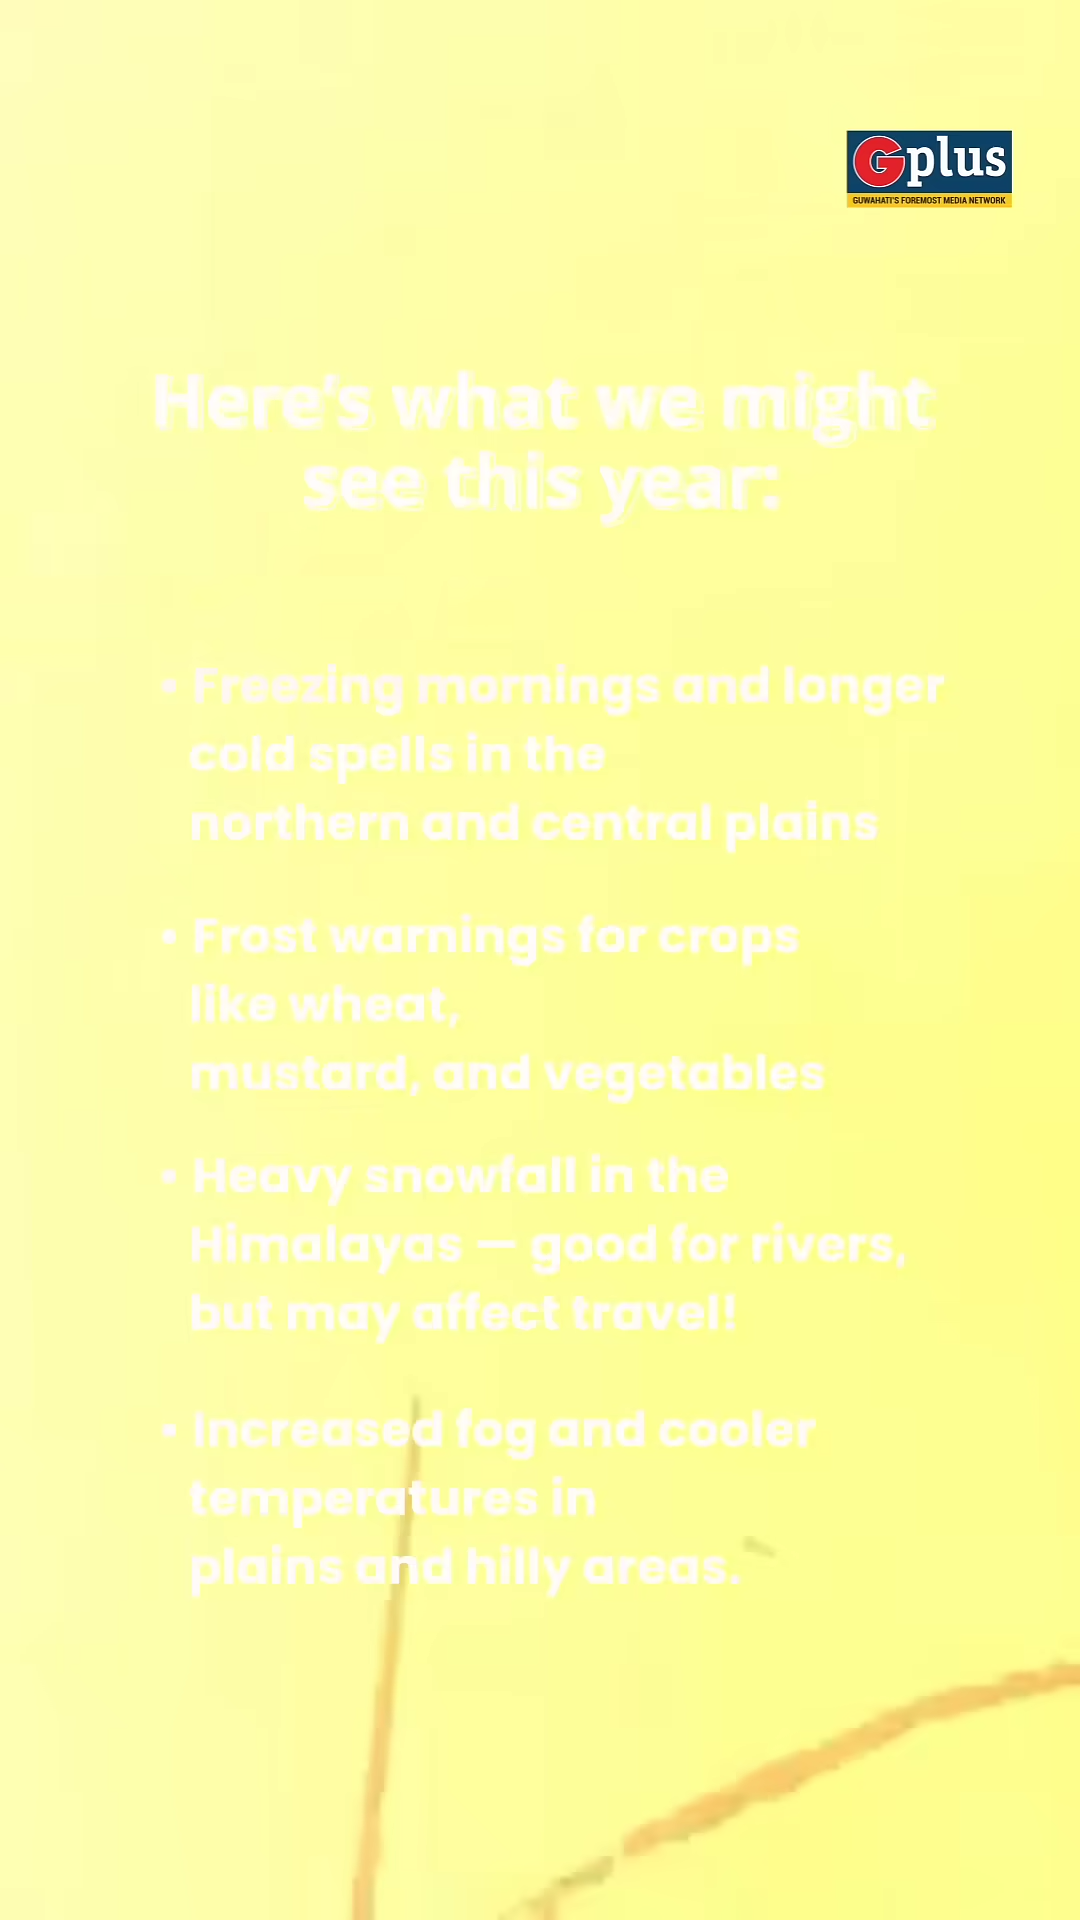 Gplus
GUWAHATI'S FOREMOST MEDIA NETWORK
Here's what we might
see this year:
• Freezing mornings and longer
cold spells in the
northern and central plains
• Frost warnings for crops
like wheat,
mustard, and vegetables
• Heavy snowfall in the
Himalayas — good for rivers,
but may affect travel!
• Increased fog and cooler
temperatures in
plains and hilly areas.